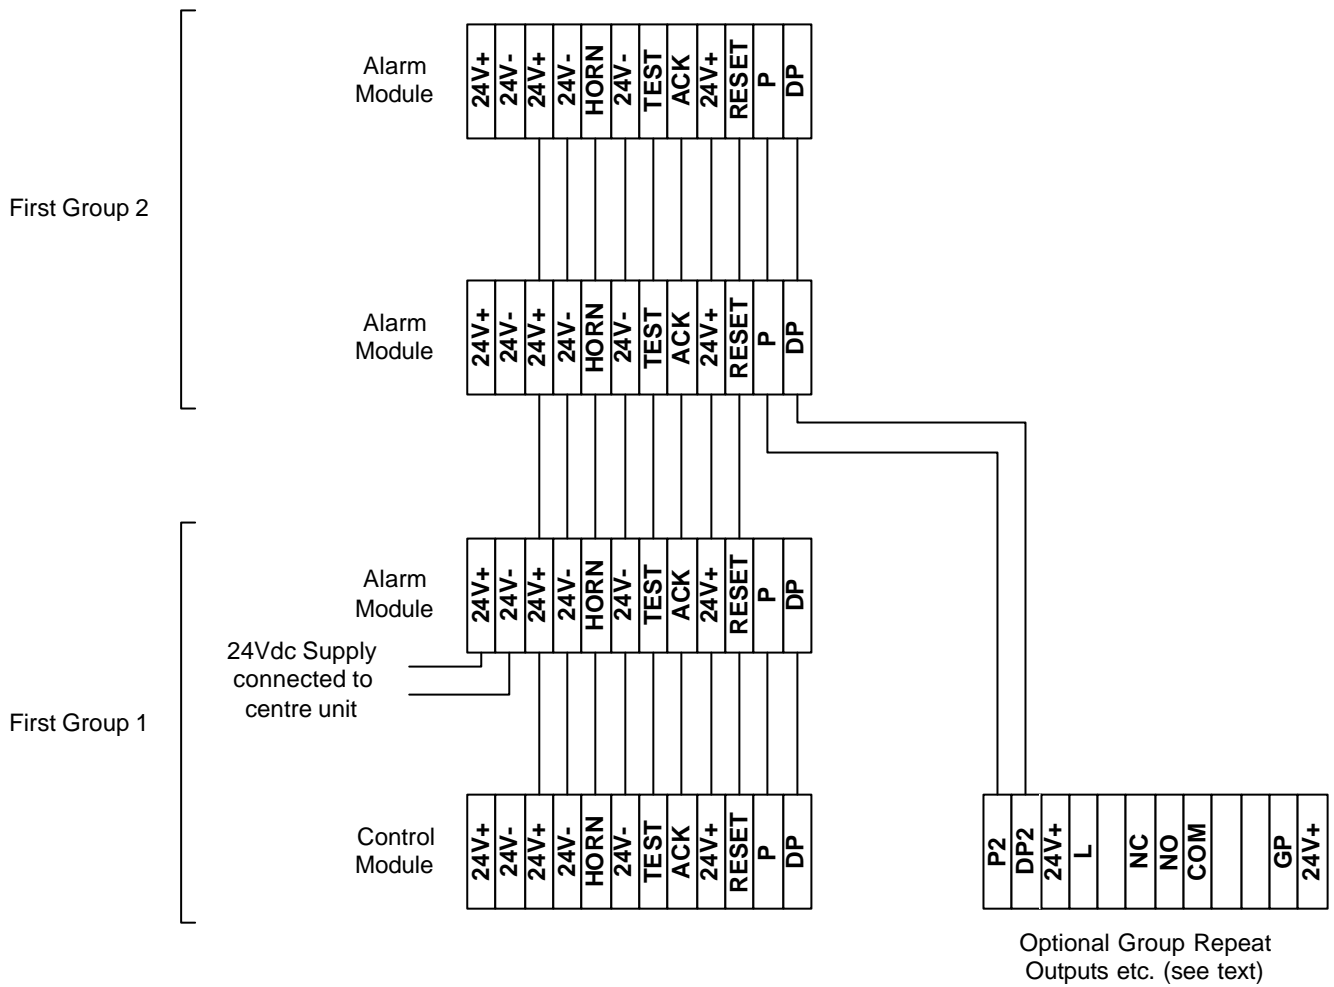 Alarm
Module
24V+ 24V- 24V+ 24V- HORN 24V- TEST ACK 24V+ RESET P DP
First Group 2
Alarm
Module
24V+ 24V- 24V+ 24V- HORN 24V- TEST ACK 24V+ RESET P DP
Alarm
Module
24V+ 24V- 24V+ 24V- HORN 24V- TEST ACK 24V+ RESET P DP
24Vdc Supply
connected to
centre unit
First Group 1
Control
Module
24V+ 24V- 24V+ 24V- HORN 24V- TEST ACK 24V+ RESET P DP
P2 DP2 24V+ L NC NO COM GP 24V+
Optional Group Repeat
Outputs etc. (see text)